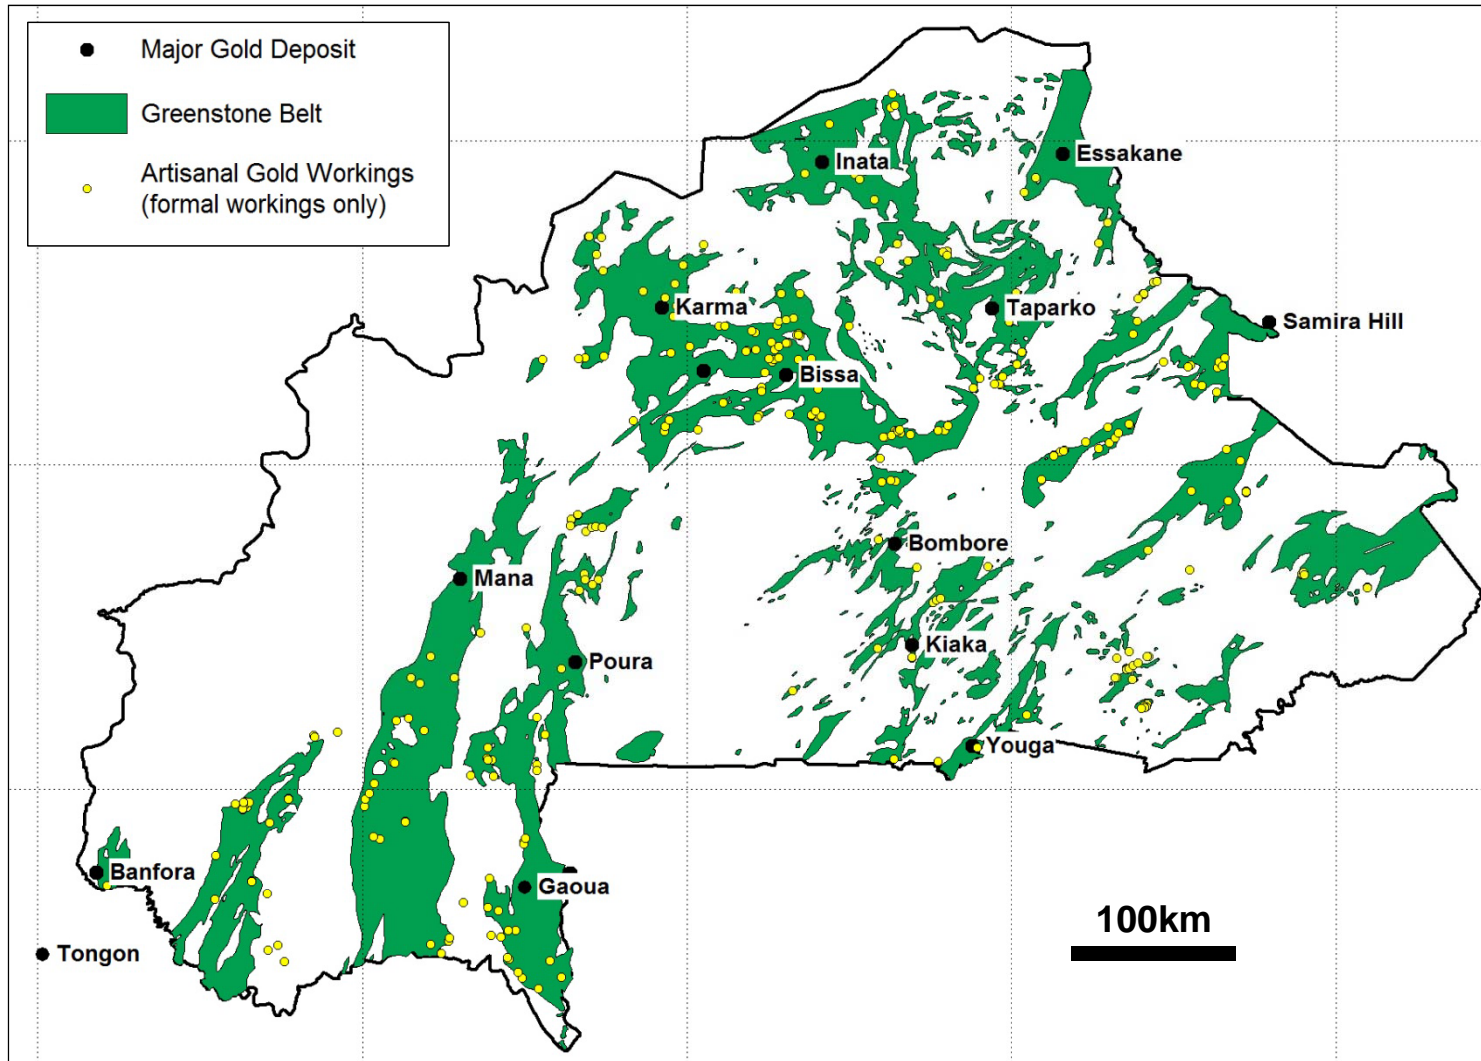 Major Gold Deposit
Greenstone Belt
Artisanal Gold Workings
(formal workings only)
Inata
Essakane
Karma
Taparko
Samira Hill
Bissa
Bombore
Mana
Kiaka
Poura
Youga
Banfora
Gaoua
100km
Tongon